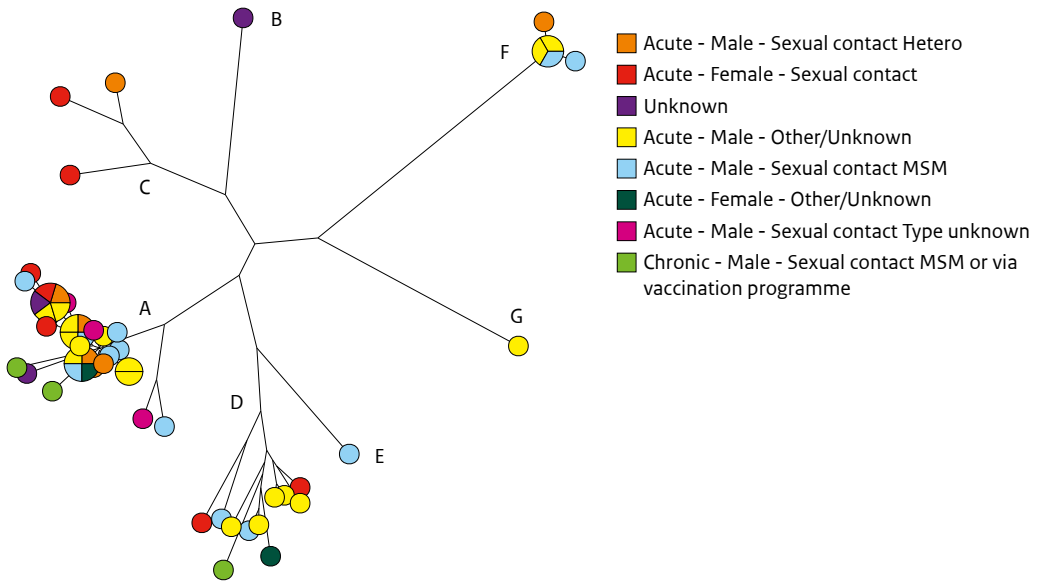 B
F
C
A
G
D
E
Acute - Male - Sexual contact Hetero
Acute - Female - Sexual contact
Unknown
Acute - Male - Other/Unknown
Acute - Male - Sexual contact MSM
Acute - Female - Other/Unknown
Acute - Male - Sexual contact Type unknown
Chronic - Male - Sexual contact MSM or via
vaccination programme